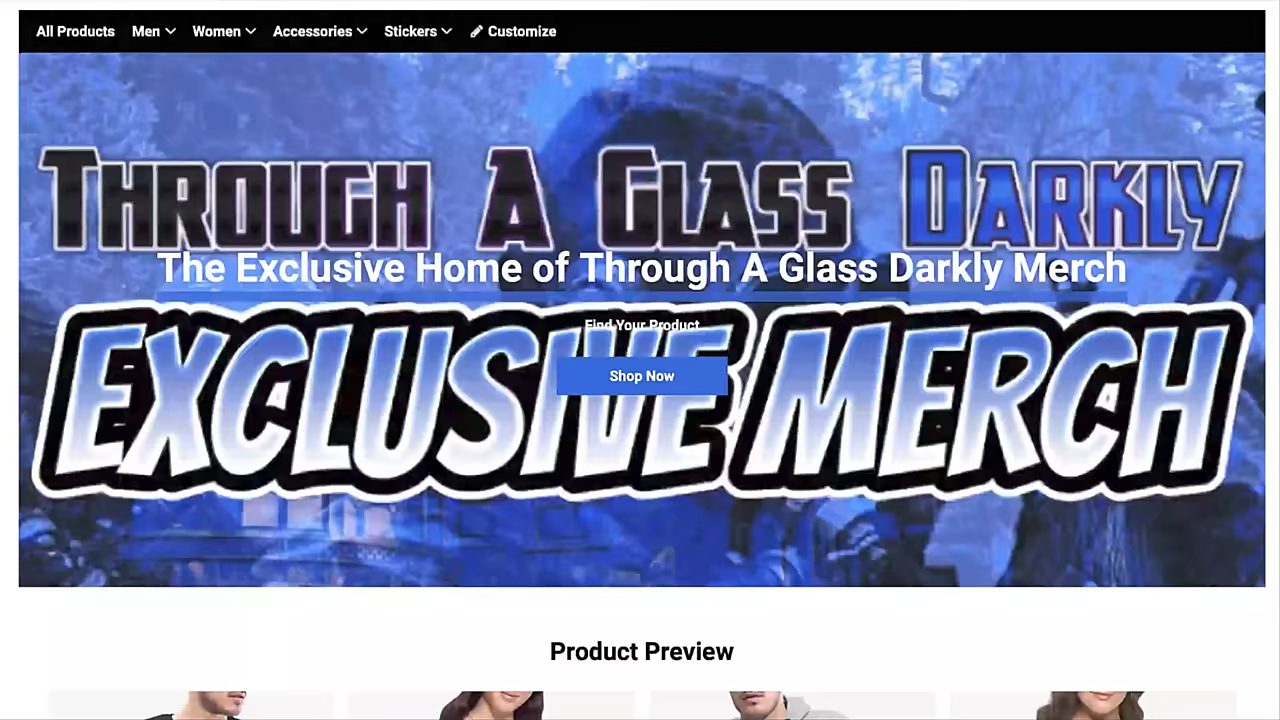 All Products Men Women Accessories Stickers Customize
THROUGH A GLASS DARKLY
The Exclusive Home of Through A Glass Darkly Merch
Find Your Product
EXCLUSIVE MERCH
Shop Now
Product Preview